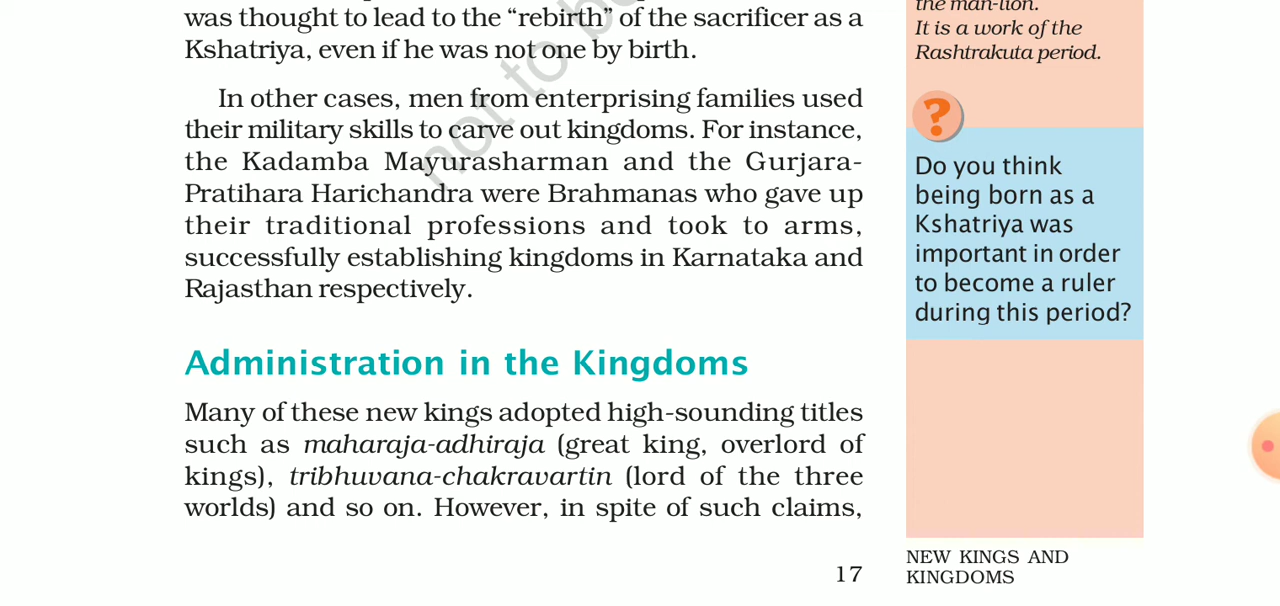 was thought to lead to the “rebirth” of the sacrificer as a
Kshatriya, even if he was not one by birth.
In other cases, men from enterprising families used
their military skills to carve out kingdoms. For instance,
the Kadamba Mayurasharman and the Gurjara-
Pratihara Harichandra were Brahmanas who gave up
their traditional professions and took to arms,
successfully establishing kingdoms in Karnataka and
Rajasthan respectively.
Administration in the Kingdoms
Many of these new kings adopted high-sounding titles
such as maharaja-adhiraja (great king, overlord of
kings), tribhuvana-chakravartin (lord of the three
worlds) and so on. However, in spite of such claims,
the man-lion.
It is a work of the
Rashtrakuta period.
?
Do you think
being born as a
Kshatriya was
important in order
to become a ruler
during this period?
17
NEW KINGS AND
KINGDOMS
not to be